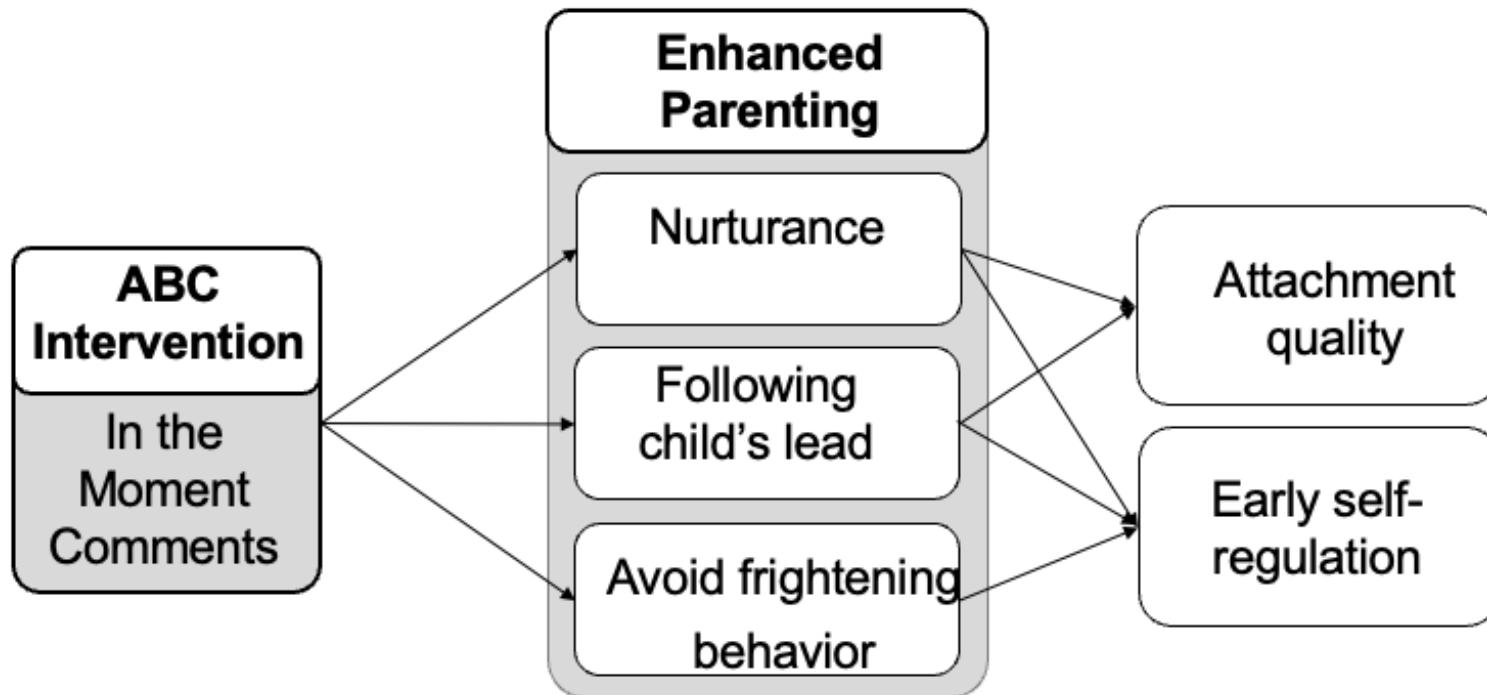 ABC
Intervention
In the
Moment
Comments
Enhanced
Parenting
Nurturance
Following
child’s lead
Avoid frightening
behavior
Attachment
quality
Early self-
regulation